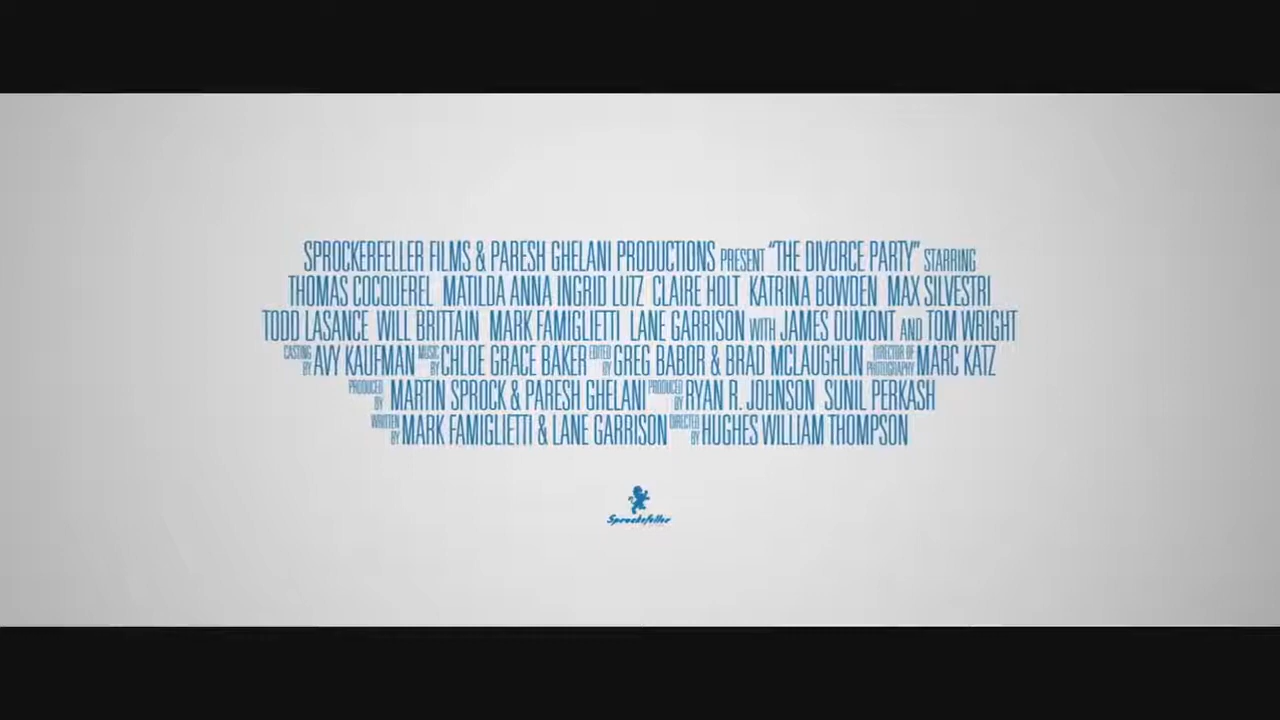 SPROCKERFELLER FILMS & PARESH GHELANI PRODUCTIONS PRESENT "THE DIVORCE PARTY" STARRING
THOMAS COCQUEREL MATILDA ANNA INGRID LUTZ CLAIRE HOLT KATRINA BOWDEN MAX SILVESTRI
TODD LASANCE WILL BRITTAIN MARK FAMIGLIETTI LANE GARRISON WITH JAMES DUMONT AND TOM WRIGHT
CASTING BY AVY KAUFMAN MUSIC BY CHLOE GRACE BAKER EDITED BY GREG BABOR & BRAD MCLAUGHLIN DIRECTOR OF PHOTOGRAPHY MARC KATZ
PRODUCED BY MARTIN SPROCK & PARESH GHELANI PRODUCED BY RYAN R. JOHNSON SUNIL PERKASH
WRITTEN BY MARK FAMIGLIETTI & LANE GARRISON DIRECTED BY HUGHES WILLIAM THOMPSON
Sprockefeller